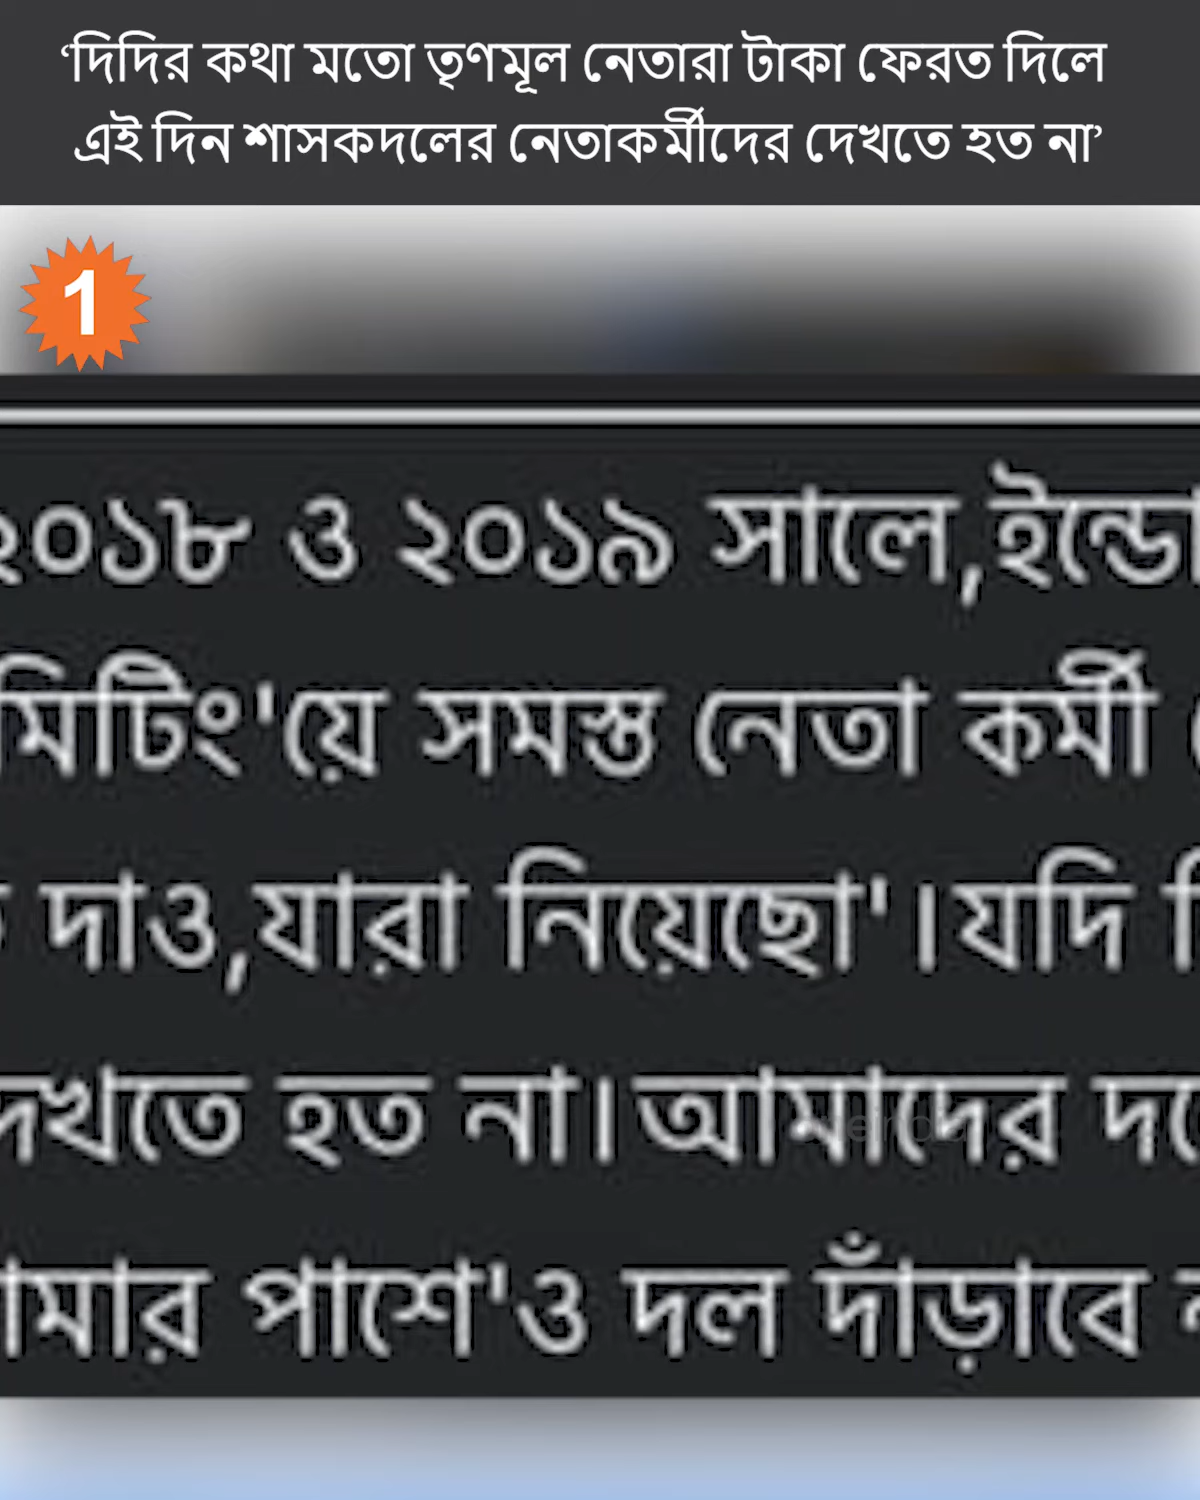 ‘দিদির কথা মতো তৃণমূল নেতারা টাকা ফেরত দিলে
এই দিন শাসকদলের নেতাকর্মীদের দেখতে হত না’
1
২০১৮ ও ২০১৯ সালে,ইন্ডো
মিটিং'য়ে সমস্ত নেতা কর্মী
দাও,যারা নিয়েছো'।যদি
দেখতে হত না।আমাদের
পাশে'ও দল দাঁড়াবে